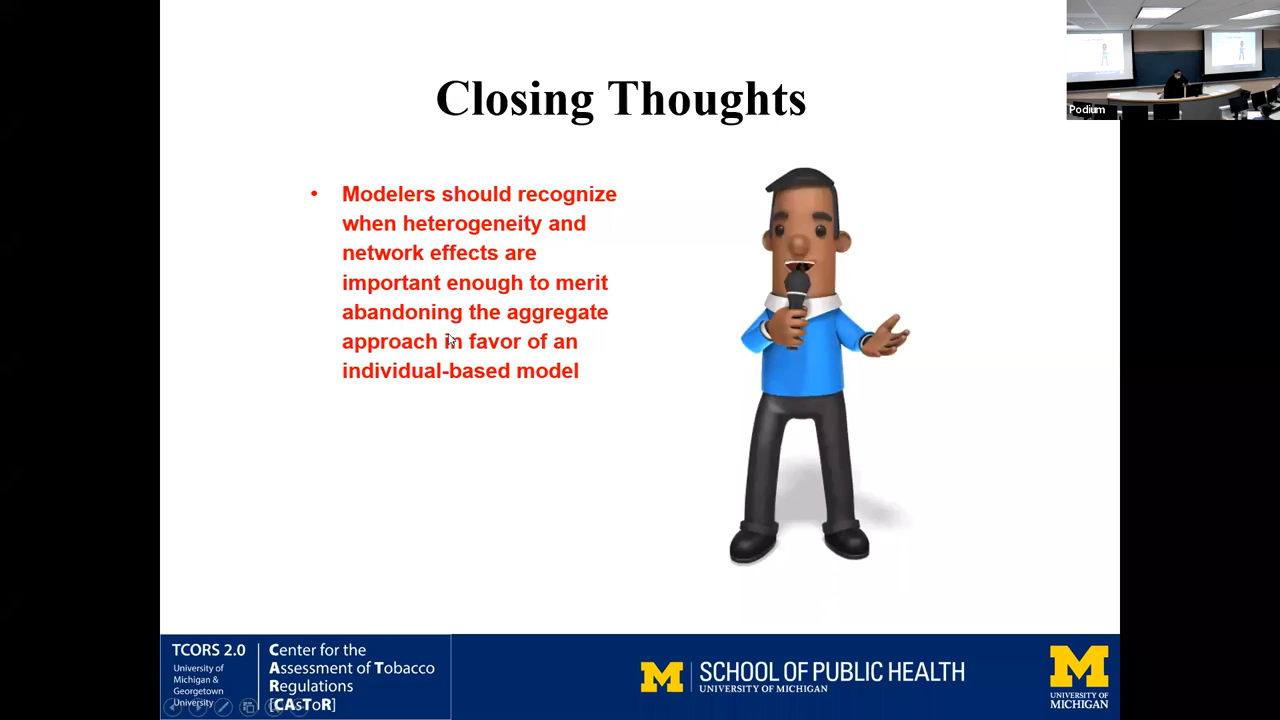 Closing Thoughts
Podium
• Modelers should recognize
when heterogeneity and
network effects are
important enough to merit
abandoning the aggregate
approach in favor of an
individual-based model
TCORS 2.0
University of
Michigan &
Georgetown
University
Center for the
Assessment of Tobacco
Regulations
[CAsToR]
M
SCHOOL OF PUBLIC HEALTH
UNIVERSITY OF MICHIGAN
M
UNIVERSITY OF
MICHIGAN